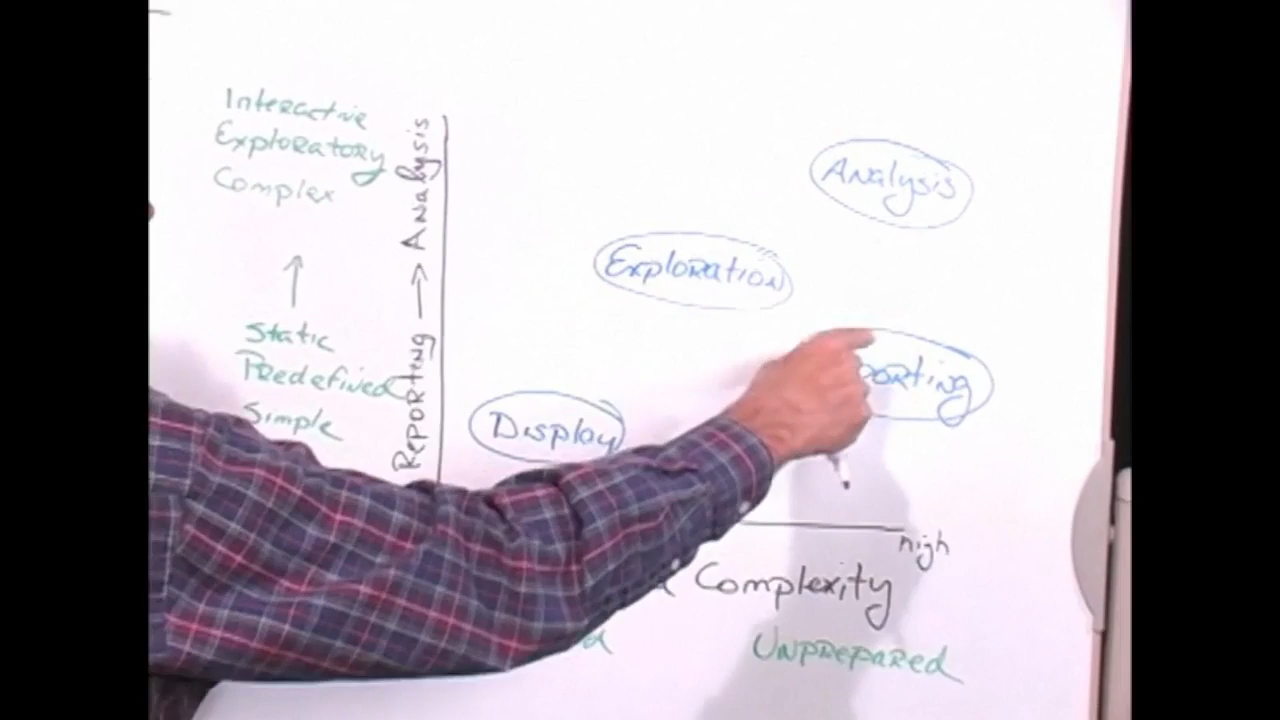 Interactive
Exploratory
Complex
Static
Predefined
Simple
Reporting → Analysis
Analysis
Exploration
Display
high
Complexity
Unprepared